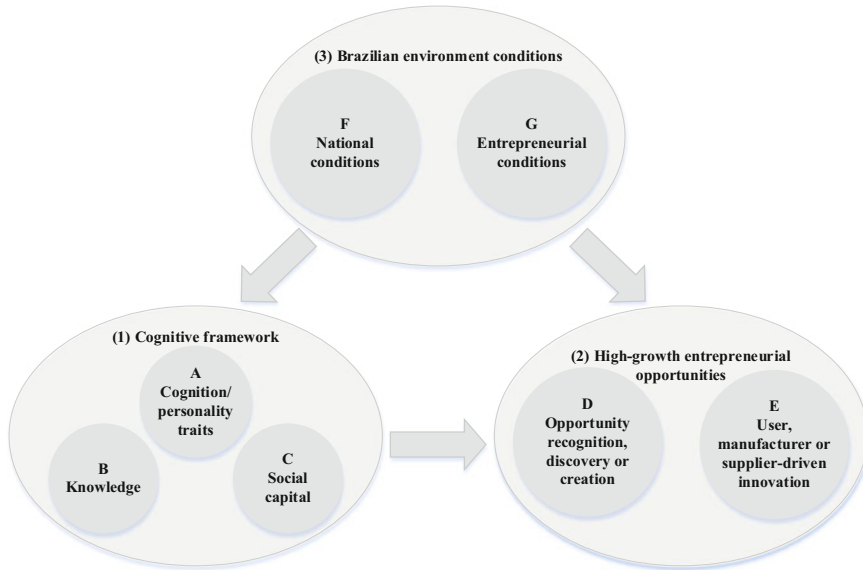 (3) Brazilian environment conditions
F
National
conditions
G
Entrepreneurial
conditions
(1) Cognitive framework
A
Cognition/
personality
traits
B
Knowledge
C
Social
capital
(2) High-growth entrepreneurial
opportunities
D
Opportunity
recognition,
discovery or
creation
E
User,
manufacturer or
supplier-driven
innovation